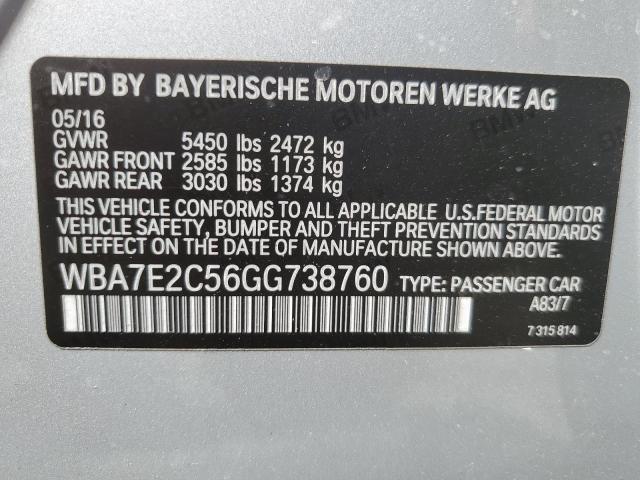 MFD BY BAYERISCHE MOTOREN WERKE AG
05/16
GVWR 5450 lbs 2472 kg
GAWR FRONT 2585 lbs 1173 kg
GAWR REAR 3030 lbs 1374 kg
THIS VEHICLE CONFORMS TO ALL APPLICABLE U.S.FEDERAL MOTOR
VEHICLE SAFETY, BUMPER AND THEFT PREVENTION STANDARDS
IN EFFECT ON THE DATE OF MANUFACTURE SHOWN ABOVE.
WBA7E2C56GG738760 TYPE: PASSENGER CAR
A83/7
7 315 814